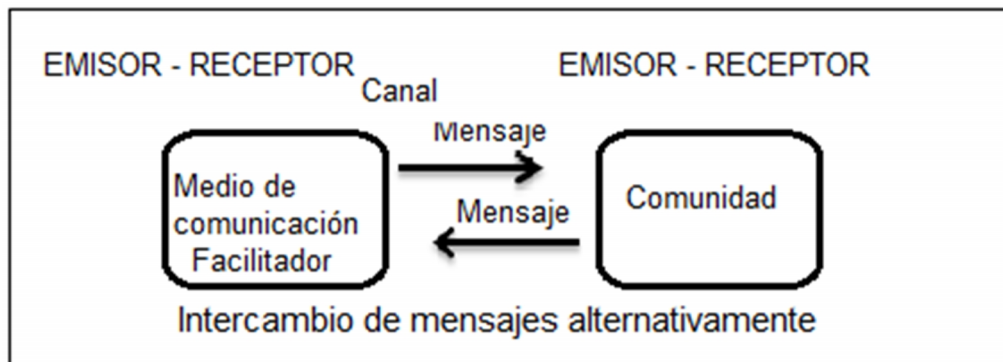 EMISOR - RECEPTOR
EMISOR - RECEPTOR
Canal
Mensaje
Medio de
comunicación
Facilitador
Mensaje
Comunidad
Intercambio de mensajes alternativamente